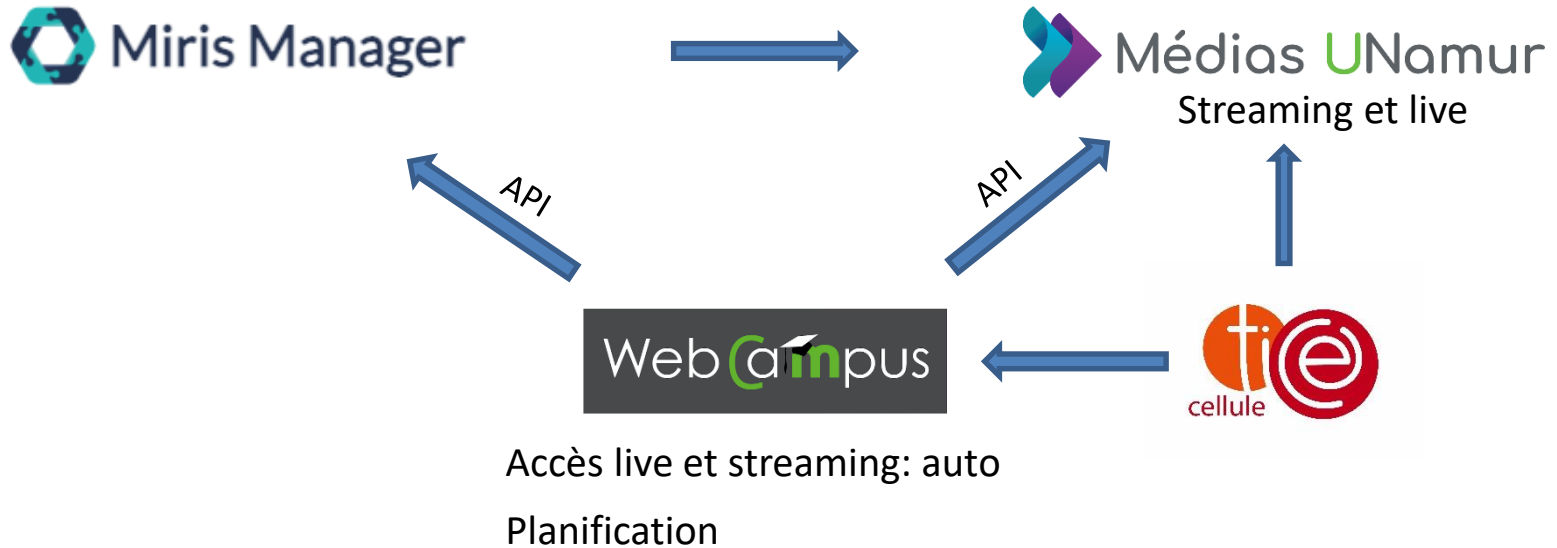 Miris Manager
Médias UNamur
Streaming et live
API
API
WebCampus
tice
cellule
Accès live et streaming: auto
Planification